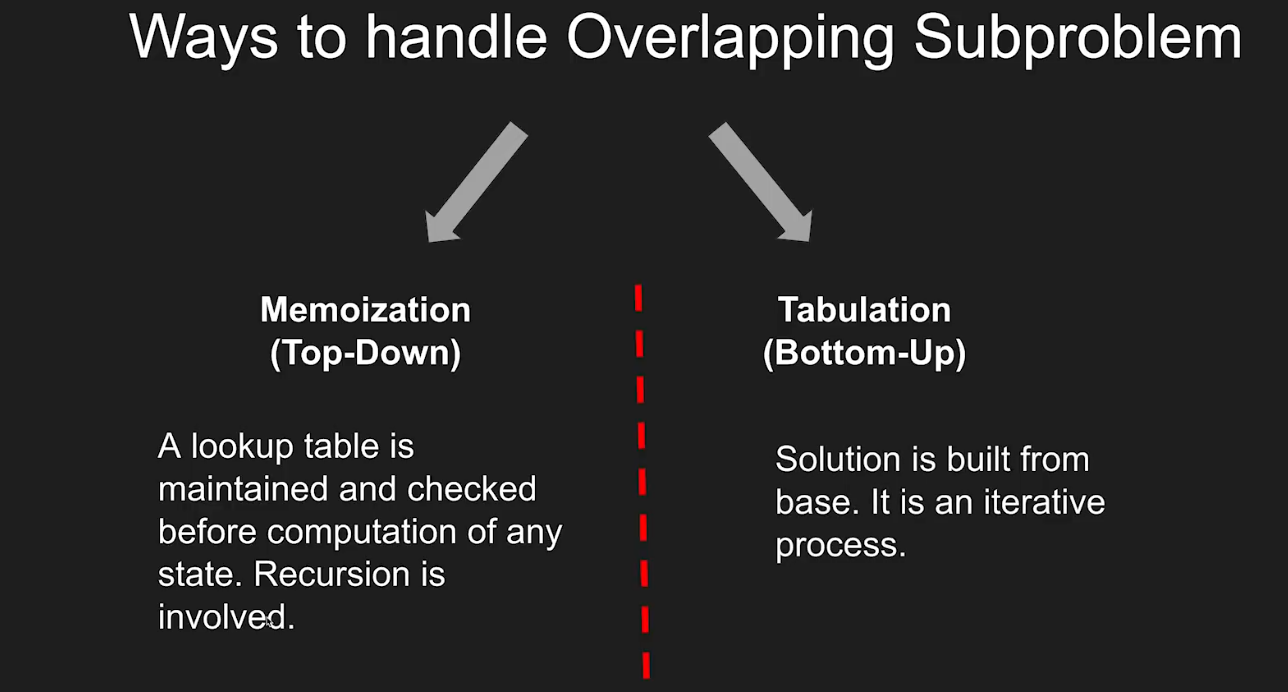 Ways to handle Overlapping Subproblem
Memoization
(Top-Down)
A lookup table is
maintained and checked
before computation of any
state. Recursion is
involved.
Tabulation
(Bottom-Up)
Solution is built from
base. It is an iterative
process.